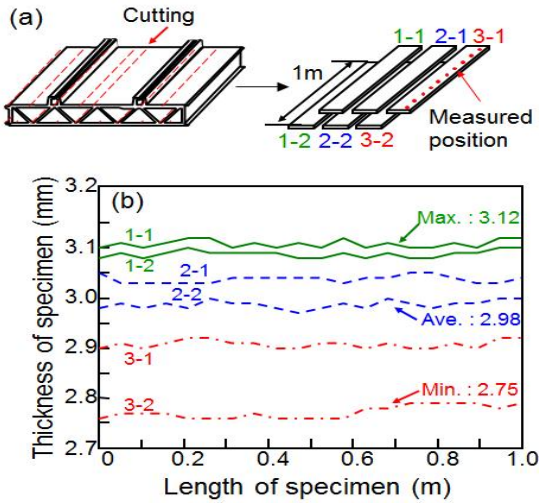 (a)
Cutting
1-1 2-1 3-1
1m
Measured
position
1-2 2-2 3-2
(b)
Thickness of specimen (mm)
3.2
3.1
3.0
2.9
2.8
2.7
1-1
1-2
2-1
2-2
3-1
3-2
Max. : 3.12
Ave. : 2.98
Min. : 2.75
0 0.2 0.4 0.6 0.8 1.0
Length of specimen (m)